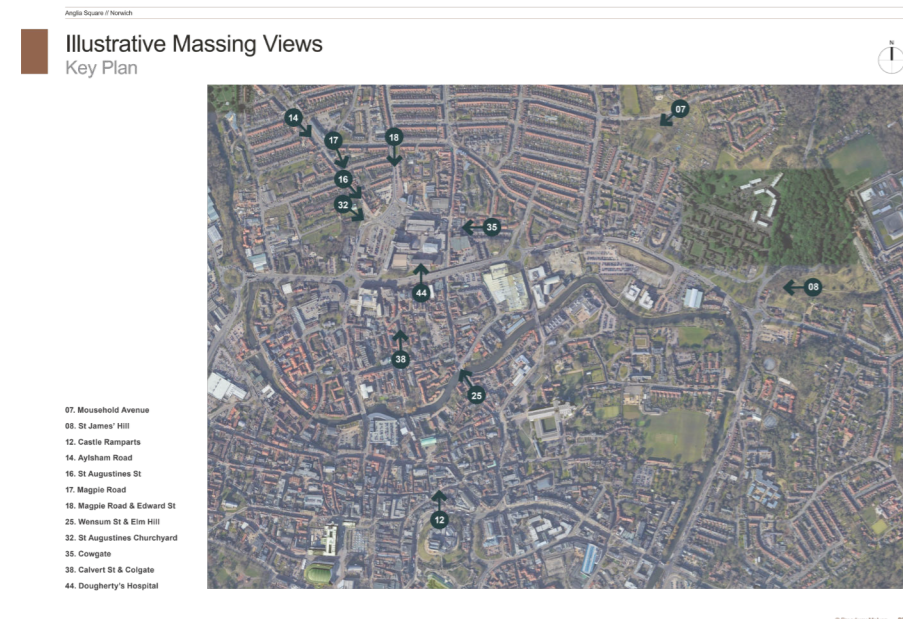 Anglia Square // Norwich
Illustrative Massing Views
Key Plan
N
14
17
18
07
16
32
35
44
08
38
25
12
07. Mousehold Avenue
08. St James' Hill
12. Castle Ramparts
14. Aylsham Road
16. St Augustines St
17. Magpie Road
18. Magpie Road & Edward St
25. Wensum St & Elm Hill
32. St Augustines Churchyard
35. Cowgate
38. Calvert St & Colgate
44. Dougherty's Hospital